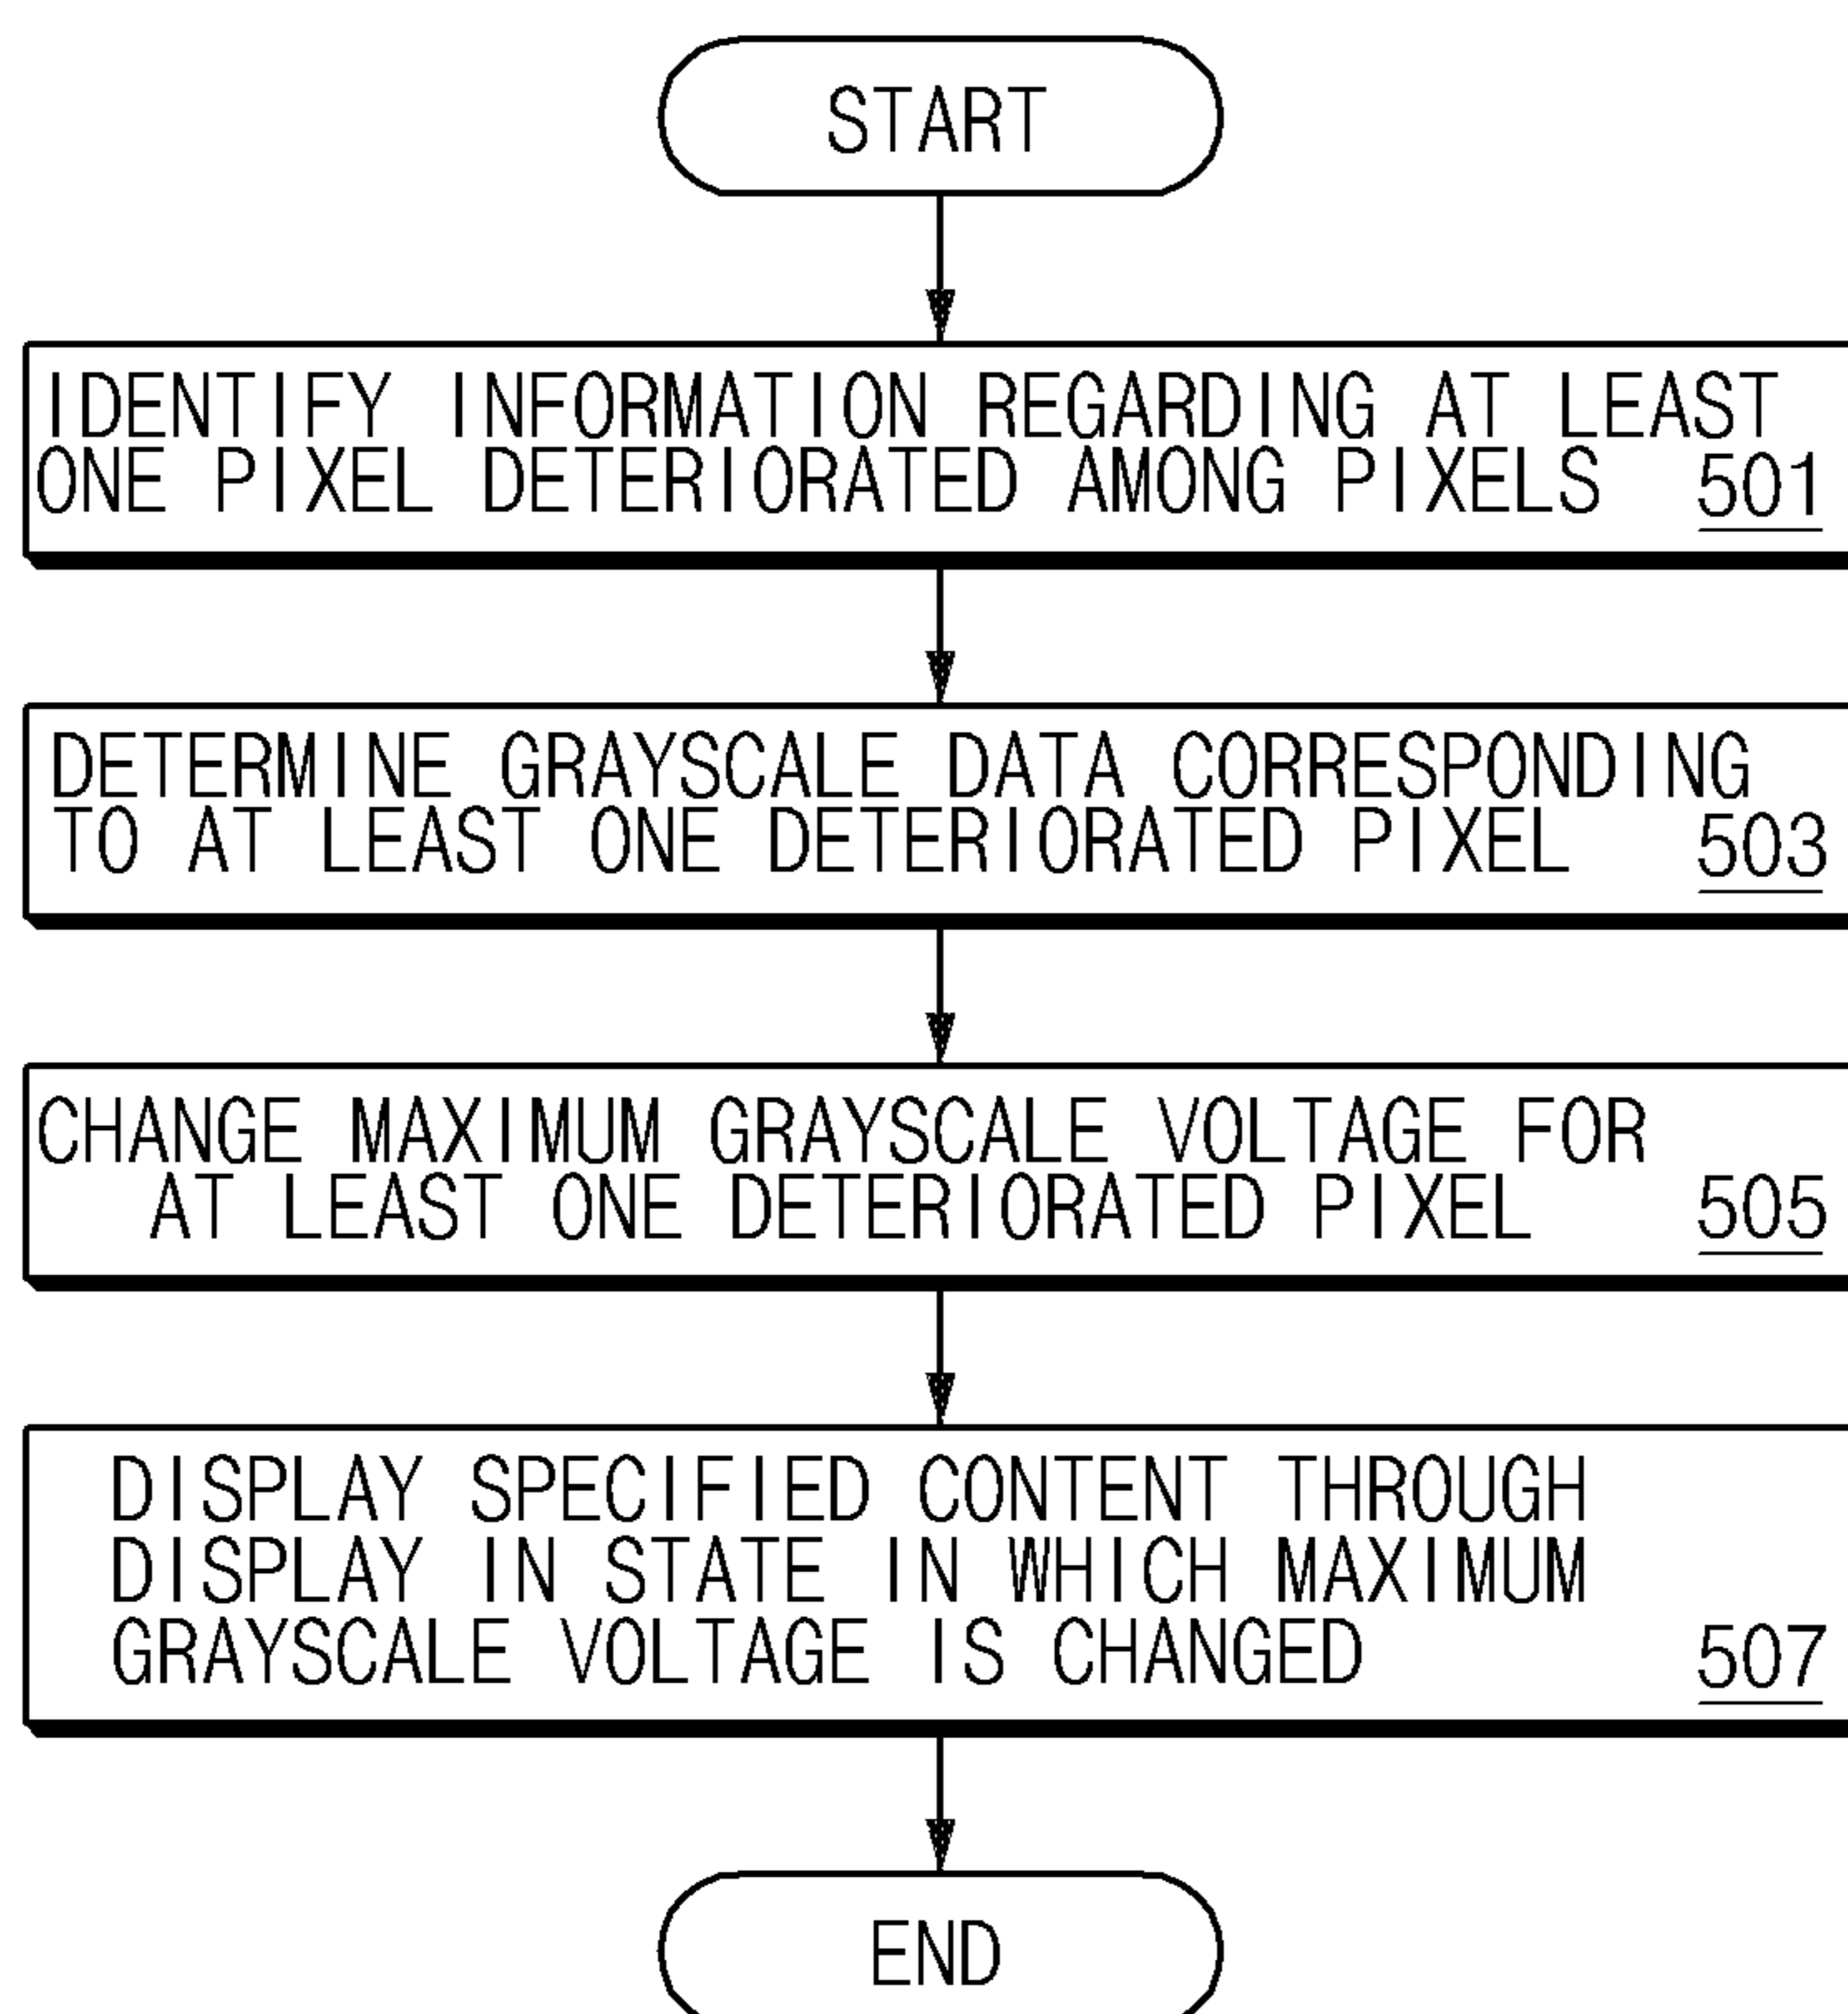 START
IDENTIFY INFORMATION REGARDING AT LEAST
ONE PIXEL DETERIORATED AMONG PIXELS 501
DETERMINE GRAYSCALE DATA CORRESPONDING
TO AT LEAST ONE DETERIORATED PIXEL 503
CHANGE MAXIMUM GRAYSCALE VOLTAGE FOR
AT LEAST ONE DETERIORATED PIXEL 505
DISPLAY SPECIFIED CONTENT THROUGH
DISPLAY IN STATE IN WHICH MAXIMUM
GRAYSCALE VOLTAGE IS CHANGED 507
END